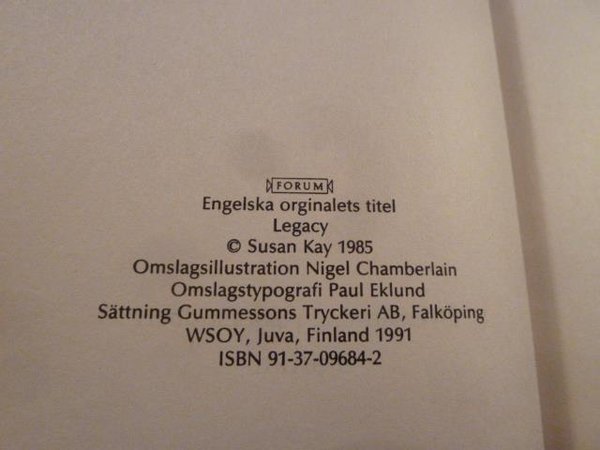 FORUM
Engelska orginalets titel
Legacy
© Susan Kay 1985
Omslagsillustration Nigel Chamberlain
Omslagstypografi Paul Eklund
Sättning Gummessons Tryckeri AB, Falköping
WSOY, Juva, Finland 1991
ISBN 91-37-09684-2